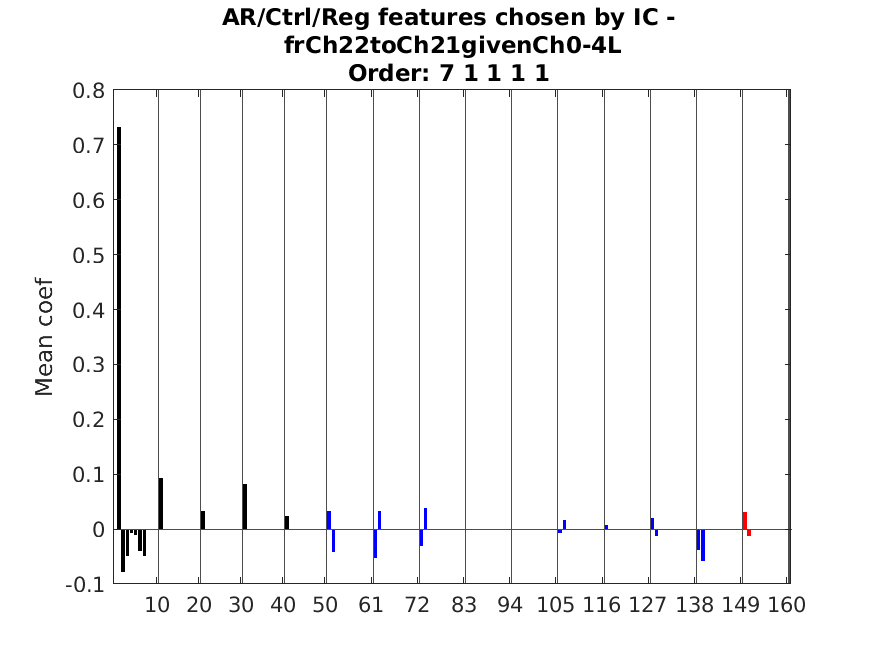 AR/Ctrl/Reg features chosen by IC -
frCh22toCh21givenCh0-4L
Order: 7 1 1 1 1
0.8
0.7
0.6
0.5
0.4
0.3
0.2
0.1
0
-0.1
Mean coef
10 20 30 40 50 61 72 83 94 105 116 127 138 149 160